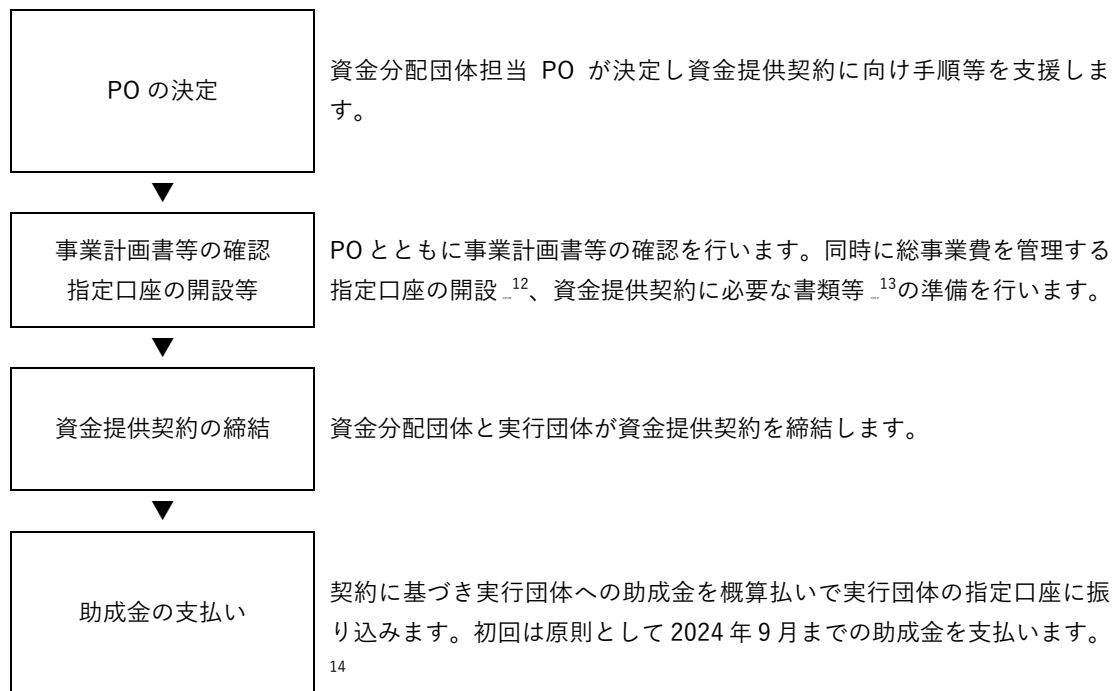 PO の決定
資金分配団体担当 PO が決定し資金提供契約に向け手順等を支援しま
す。
▼
事業計画書等の確認
指定口座の開設等
PO とともに事業計画書等の確認を行います。同時に総事業費を管理する
指定口座の開設 12、資金提供契約に必要な書類等 13の準備を行います。
▼
資金提供契約の締結
資金分配団体と実行団体が資金提供契約を締結します。
▼
助成金の支払い
契約に基づき実行団体への助成金を概算払いで実行団体の指定口座に振
り込みます。初回は原則として 2024 年 9 月までの助成金を支払います。
14